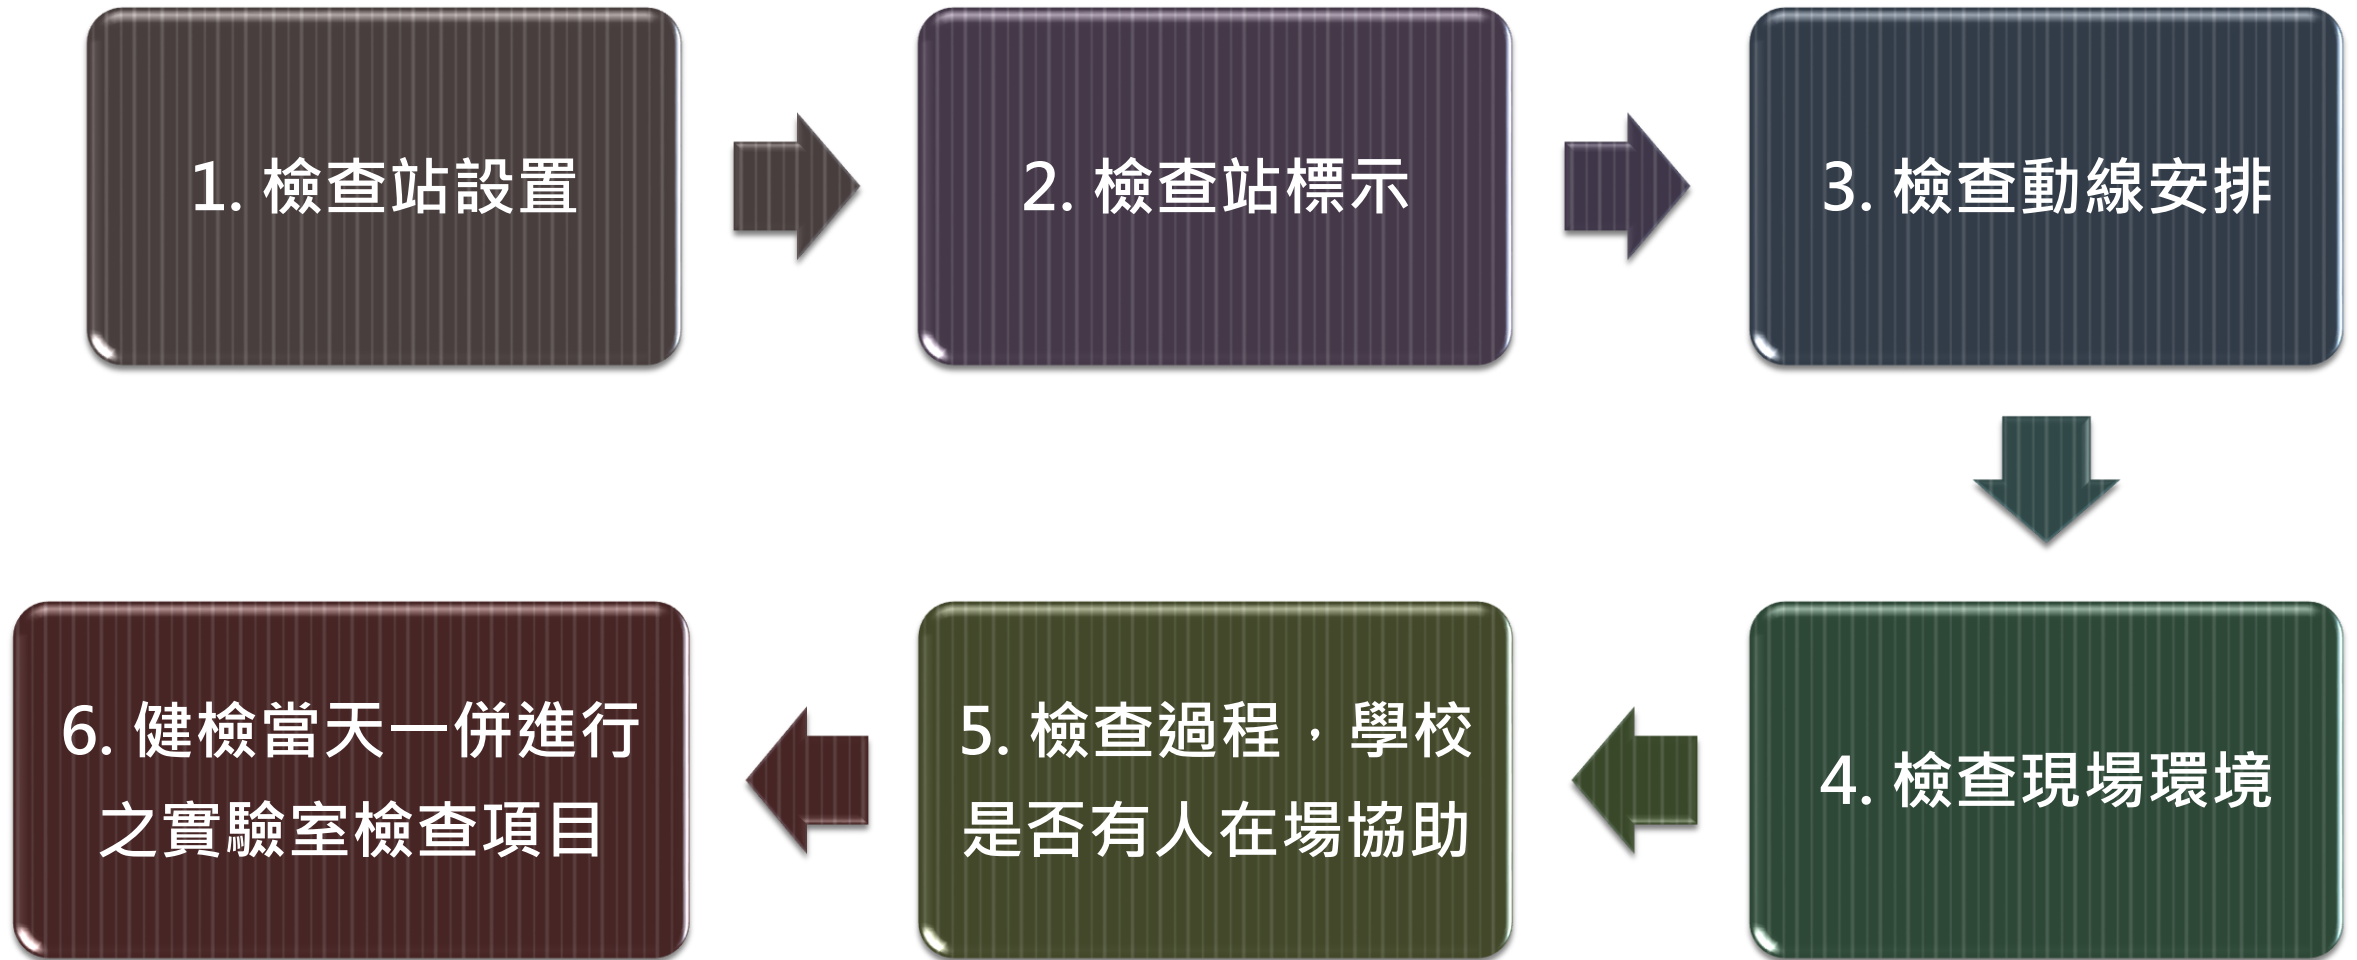 1. 檢查站設置
2. 檢查站標示
3. 檢查動線安排
4. 檢查現場環境
5. 檢查過程，學校
是否有人在場協助
6. 健檢當天一併進行
之實驗室檢查項目